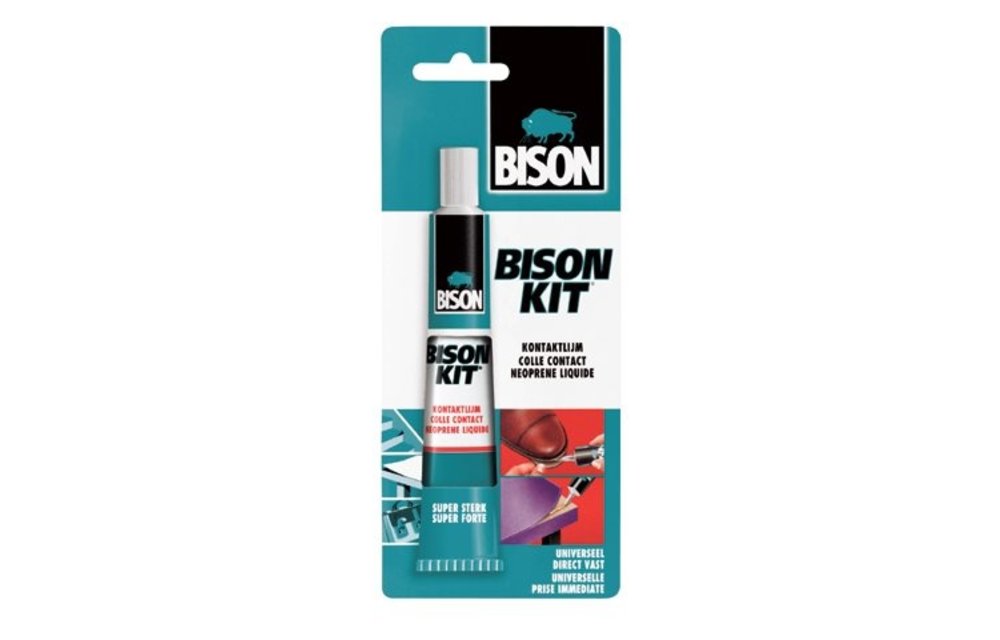 BISON
BISON
KIT®
KONTAKTLIJM
COLLE CONTACT
NEOPRENE LIQUIDE
BISON
BISON
KIT®
KONTAKTLIJM
COLLE CONTACT
NEOPRENE LIQUIDE
SUPER STERK
SUPER FORTE
UNIVERSEEL
DIRECT VAST
UNIVERSELLE
PRISE IMMEDIATE